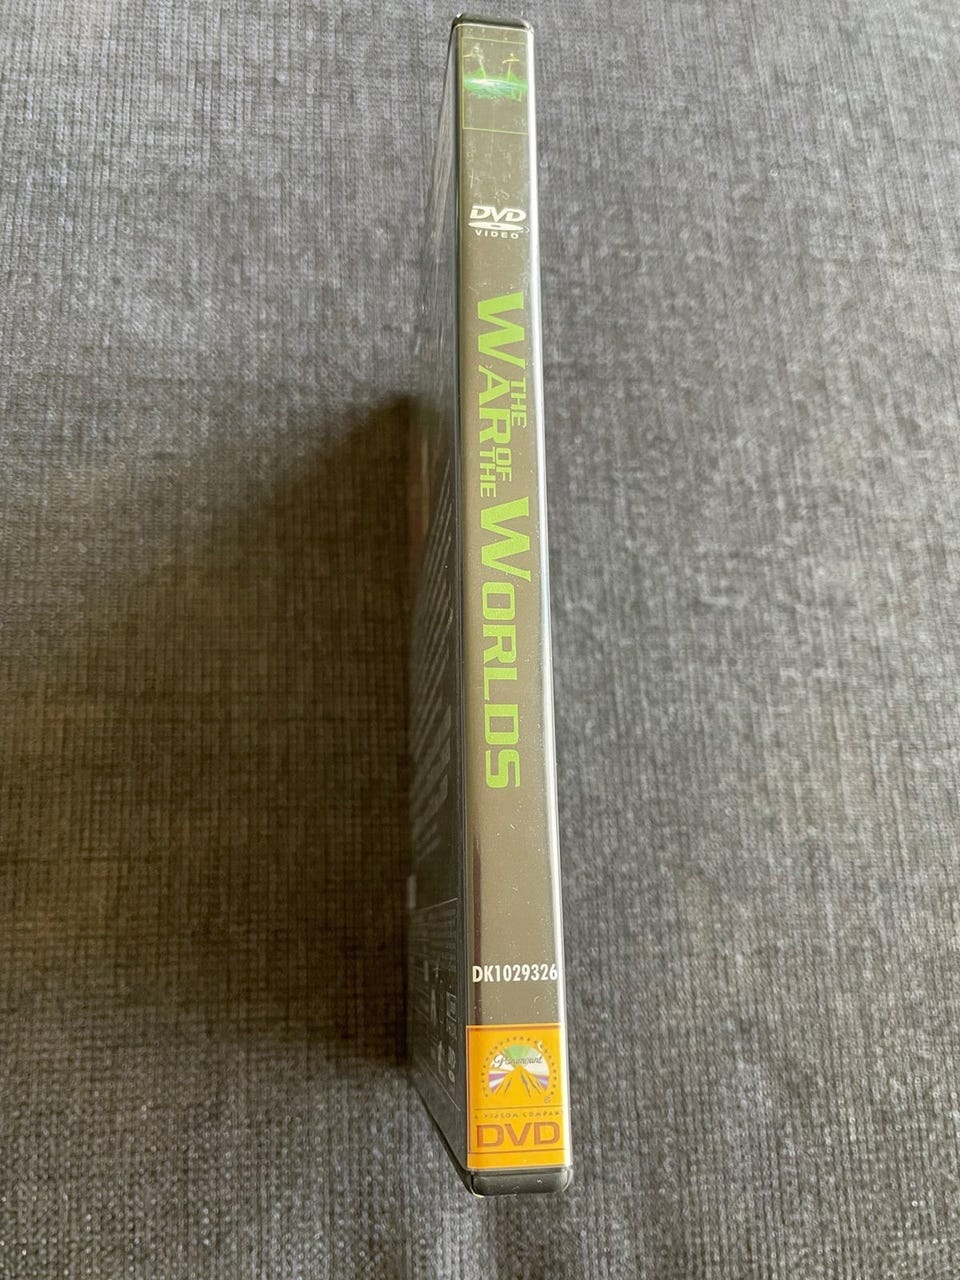 DVD
VIDEO
THE
WAR OF
THE
WORLDS
DK1029326
Paramount
A VIACOM COMPANY
DVD